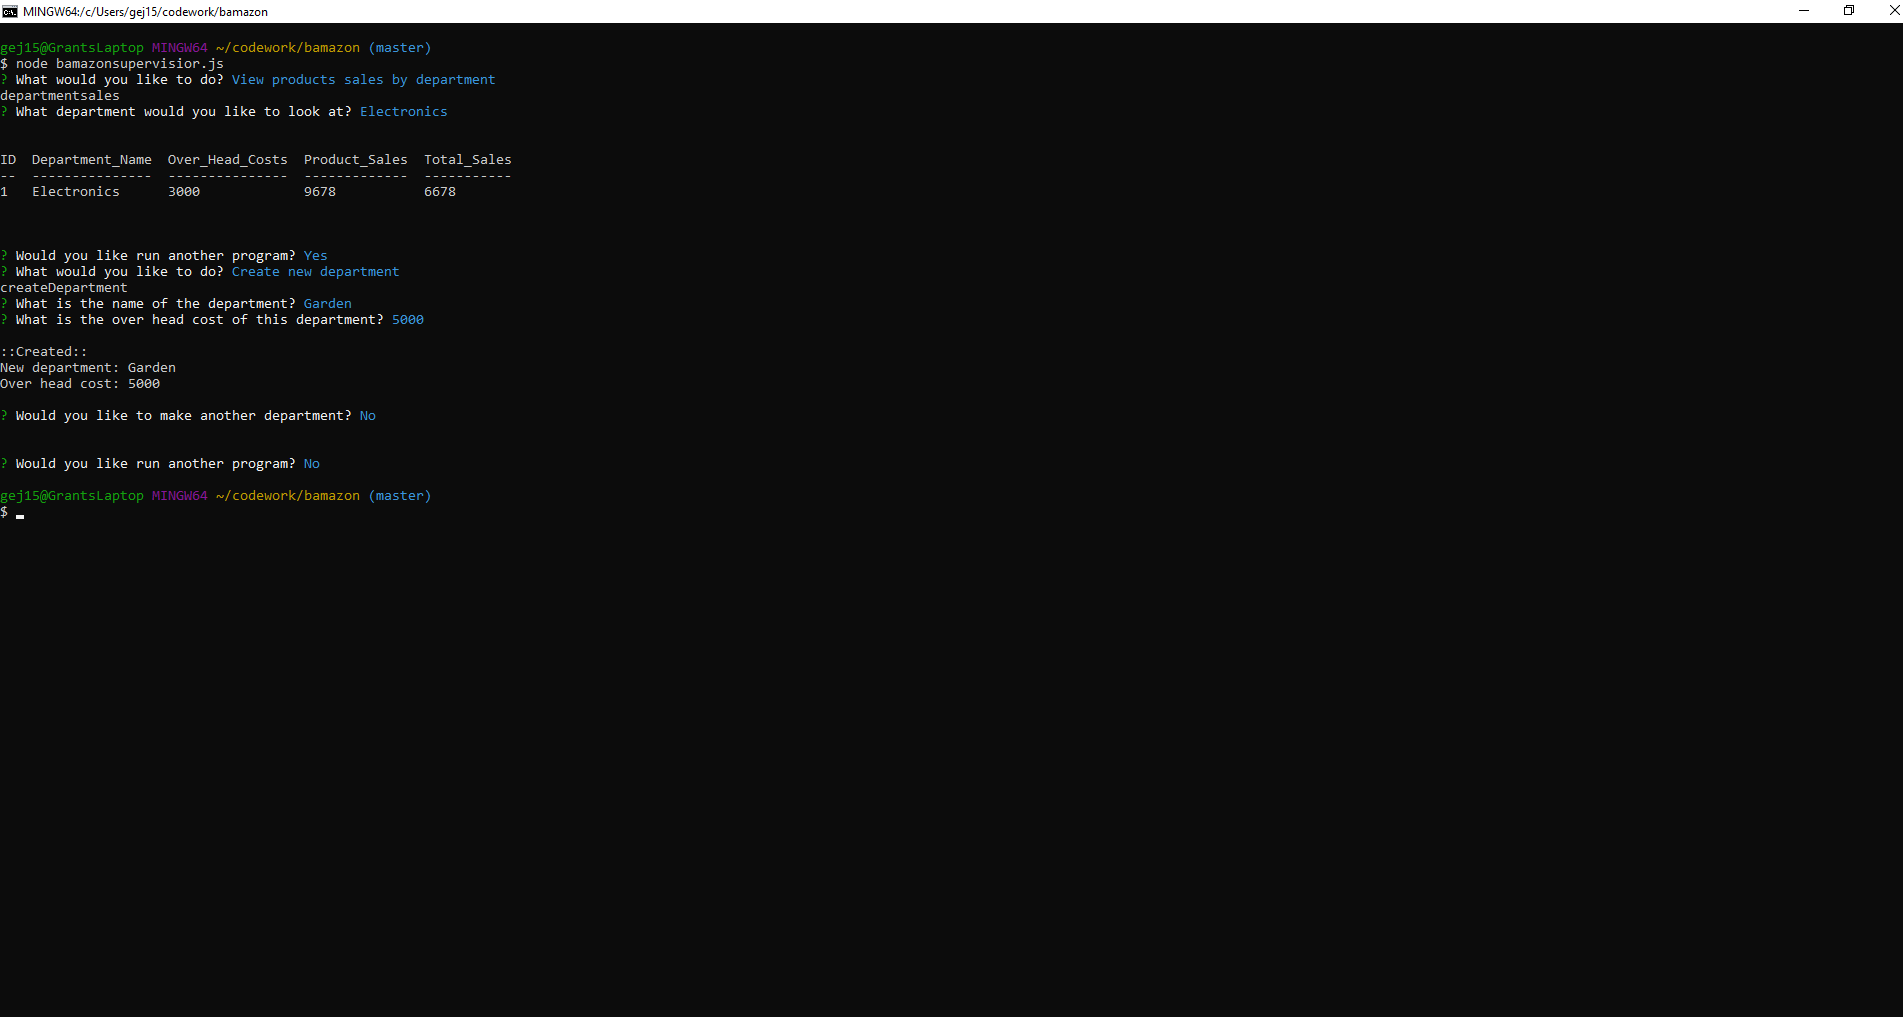 MINGW64:/c/Users/gej15/codework/bamazon
gej15@GrantsLaptop MINGW64 ~/codework/bamazon (master)
$ node bamazonsupervisior.js
? What would you like to do? View products sales by department
departmentsales
? What department would you like to look at? Electronics
ID  Department_Name  Over_Head_Costs  Product_Sales  Total_Sales
--  ---------------  ---------------  -------------  -----------
1   Electronics      3000             9678           6678
? Would you like run another program? Yes
? What would you like to do? Create new department
createDepartment
? What is the name of the department? Garden
? What is the over head cost of this department? 5000
::Created::
New department: Garden
Over head cost: 5000
? Would you like to make another department? No
? Would you like run another program? No
gej15@GrantsLaptop MINGW64 ~/codework/bamazon (master)
$